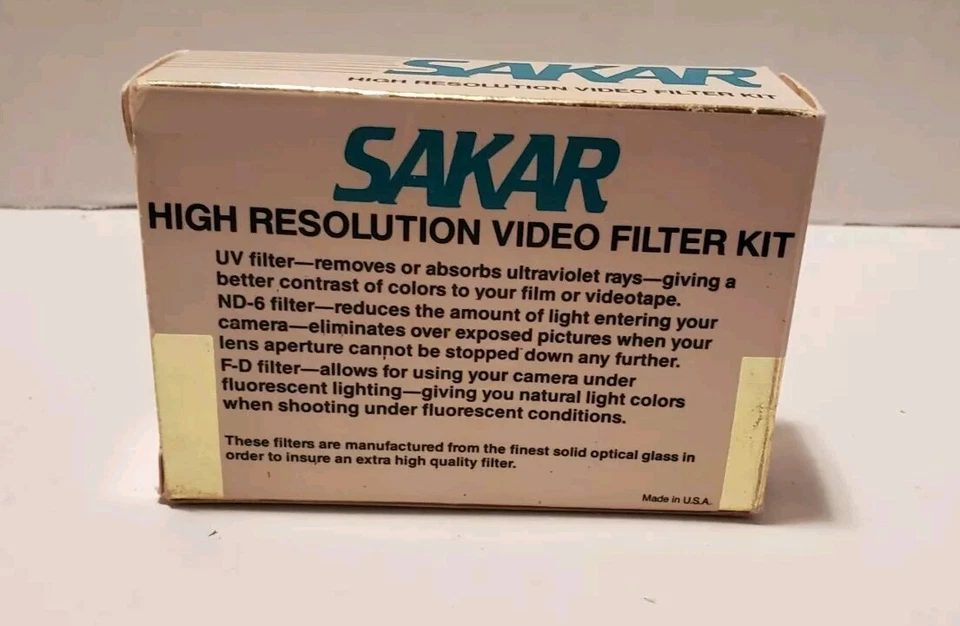 SAKAR
HIGH RESOLUTION VIDEO FILTER KIT
SAKAR
HIGH RESOLUTION VIDEO FILTER KIT
UV filter—removes or absorbs ultraviolet rays—giving a
better contrast of colors to your film or videotape.
ND-6 filter—reduces the amount of light entering your
camera—eliminates over exposed pictures when your
lens aperture cannot be stopped down any further.
F-D filter—allows for using your camera under
fluorescent lighting—giving you natural light colors
when shooting under fluorescent conditions.
These filters are manufactured from the finest solid optical glass in
order to insure an extra high quality filter.
Made in U.S.A.